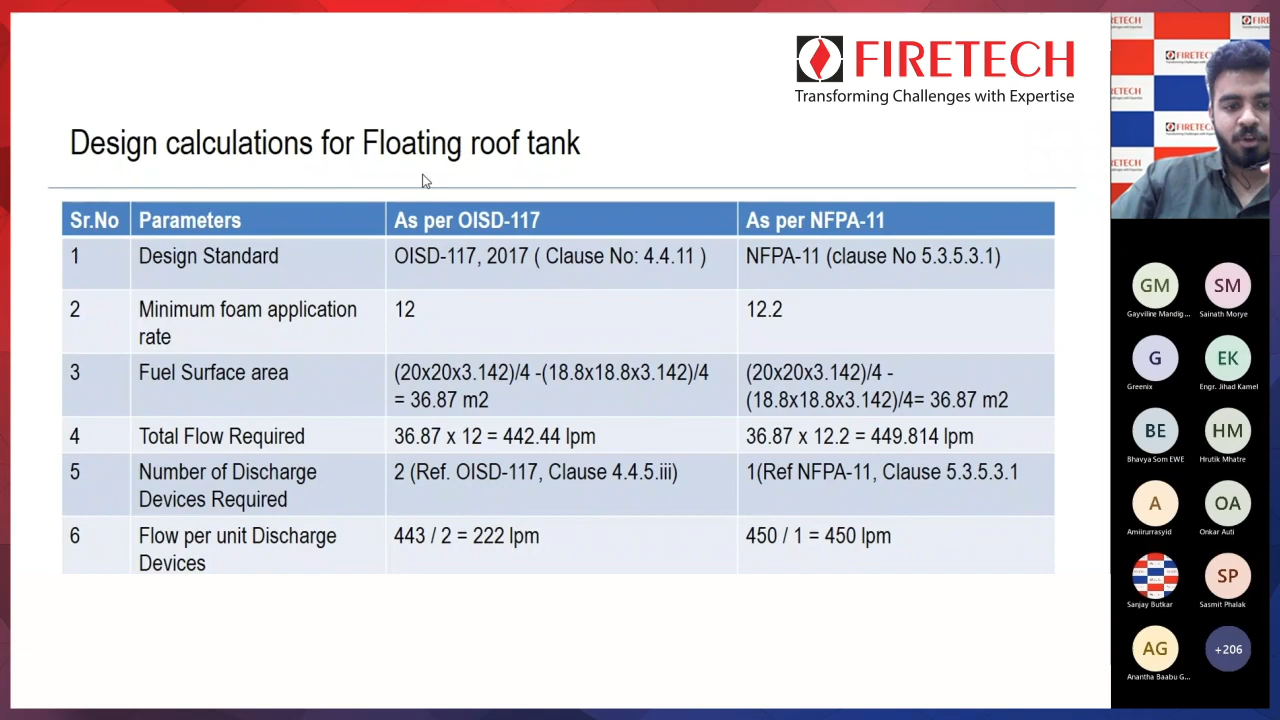 FIRETECH
Transforming Challenges with Expertise
Design calculations for Floating roof tank
Sr.No Parameters As per OISD-117 As per NFPA-11
1 Design Standard OISD-117, 2017 ( Clause No: 4.4.11 ) NFPA-11 (clause No 5.3.5.3.1)
2 Minimum foam application 12 12.2
rate
3 Fuel Surface area (20x20x3.142)/4 -(18.8x18.8x3.142)/4 (20x20x3.142)/4 -
= 36.87 m2 (18.8x18.8x3.142)/4= 36.87 m2
4 Total Flow Required 36.87 x 12 = 442.44 lpm 36.87 x 12.2 = 449.814 lpm
5 Number of Discharge 2 (Ref. OISD-117, Clause 4.4.5.iii) 1(Ref NFPA-11, Clause 5.3.5.3.1
Devices Required
6 Flow per unit Discharge 443 / 2 = 222 lpm 450 / 1 = 450 lpm
Devices
GM SM
Gayviline Mandig... Sainath Morye
G EK
Greenix Engr. Jihad Kamel
BE HM
Bhavya Som EWE Hrutik Mhatre
A OA
Amiirurrasyid Onkar Auti
SP
Sanjay Butkar Sasmit Phalak
AG +206
Anantha Baabu G...